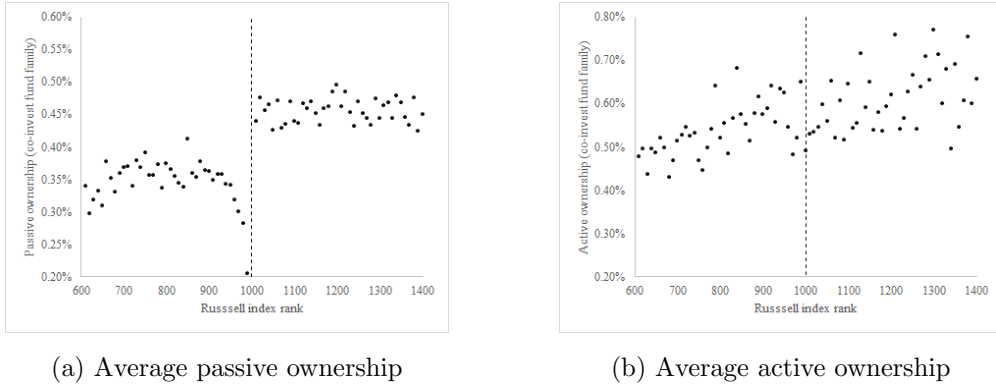 0.60%
0.55%
0.50%
0.45%
0.40%
0.35%
0.30%
0.25%
0.20%
Passive ownership (co-invest fund family)
600 700 800 900 1000 1100 1200 1300 1400
Russsell index rank
(a) Average passive ownership
0.80%
0.70%
0.60%
0.50%
0.40%
0.30%
0.20%
Active ownership (co-invest fund family)
600 700 800 900 1000 1100 1200 1300 1400
Russsell index rank
(b) Average active ownership